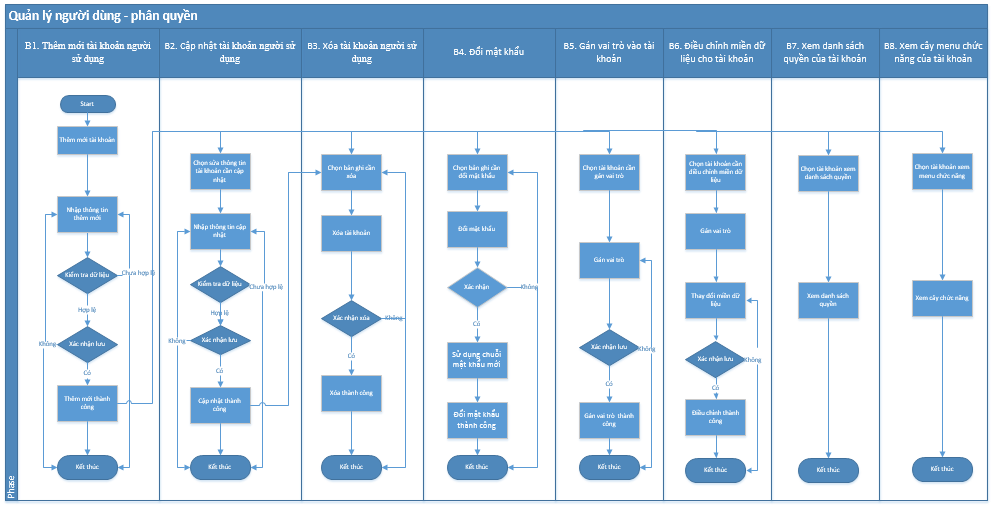 Quản lý người dùng - phân quyền
B1. Thêm mới tài khoản người
sử dụng
B2. Cập nhật tài khoản người sử
dụng
B3. Xóa tài khoản người sử
dụng
B4. Đổi mật khẩu
B5. Gán vai trò vào tài
khoản
B6. Điều chỉnh miền dữ
liệu cho tài khoản
B7. Xem danh sách
quyền của tài khoản
B8. Xem cây menu chức
năng của tài khoản
Start
Thêm mới tài khoản
Nhập thông tin
thêm mới
Kiểm tra dữ liệu
Chưa hợp lệ
Hợp lệ
Xác nhận lưu
Không
Có
Thêm mới thành
công
Kết thúc
Chọn sửa thông tin
tài khoản cần cập
nhật
Nhập thông tin cập
nhật
Kiểm tra dữ liệu
Chưa hợp lệ
Hợp lệ
Xác nhận lưu
Không
Có
Cập nhật thành
công
Kết thúc
Chọn bản ghi cần
xóa
Xóa tài khoản
Xác nhận xóa
Không
Có
Xóa thành công
Kết thúc
Chọn bản ghi cần
đổi mật khẩu
Đổi mật khẩu
Xác nhận
Không
Có
Sử dụng chuỗi
mật khẩu mới
Đổi mật khẩu
thành công
Kết thúc
Chọn tài khoản cần
gán vai trò
Gán vai trò
Xác nhận lưu
Không
Có
Gán vai trò thành
công
Kết thúc
Chọn tài khoản cần
điều chỉnh miền dữ
liệu
Gán vai trò
Thay đổi miền dữ
liệu
Xác nhận lưu
Không
Có
Điều chỉnh thành
công
Kết thúc
Chọn tài khoản xem
danh sách quyền
Xem danh sách
quyền
Kết thúc
Chọn tài khoản xem
menu chức năng
Xem cây chức năng
Kết thúc
Phase